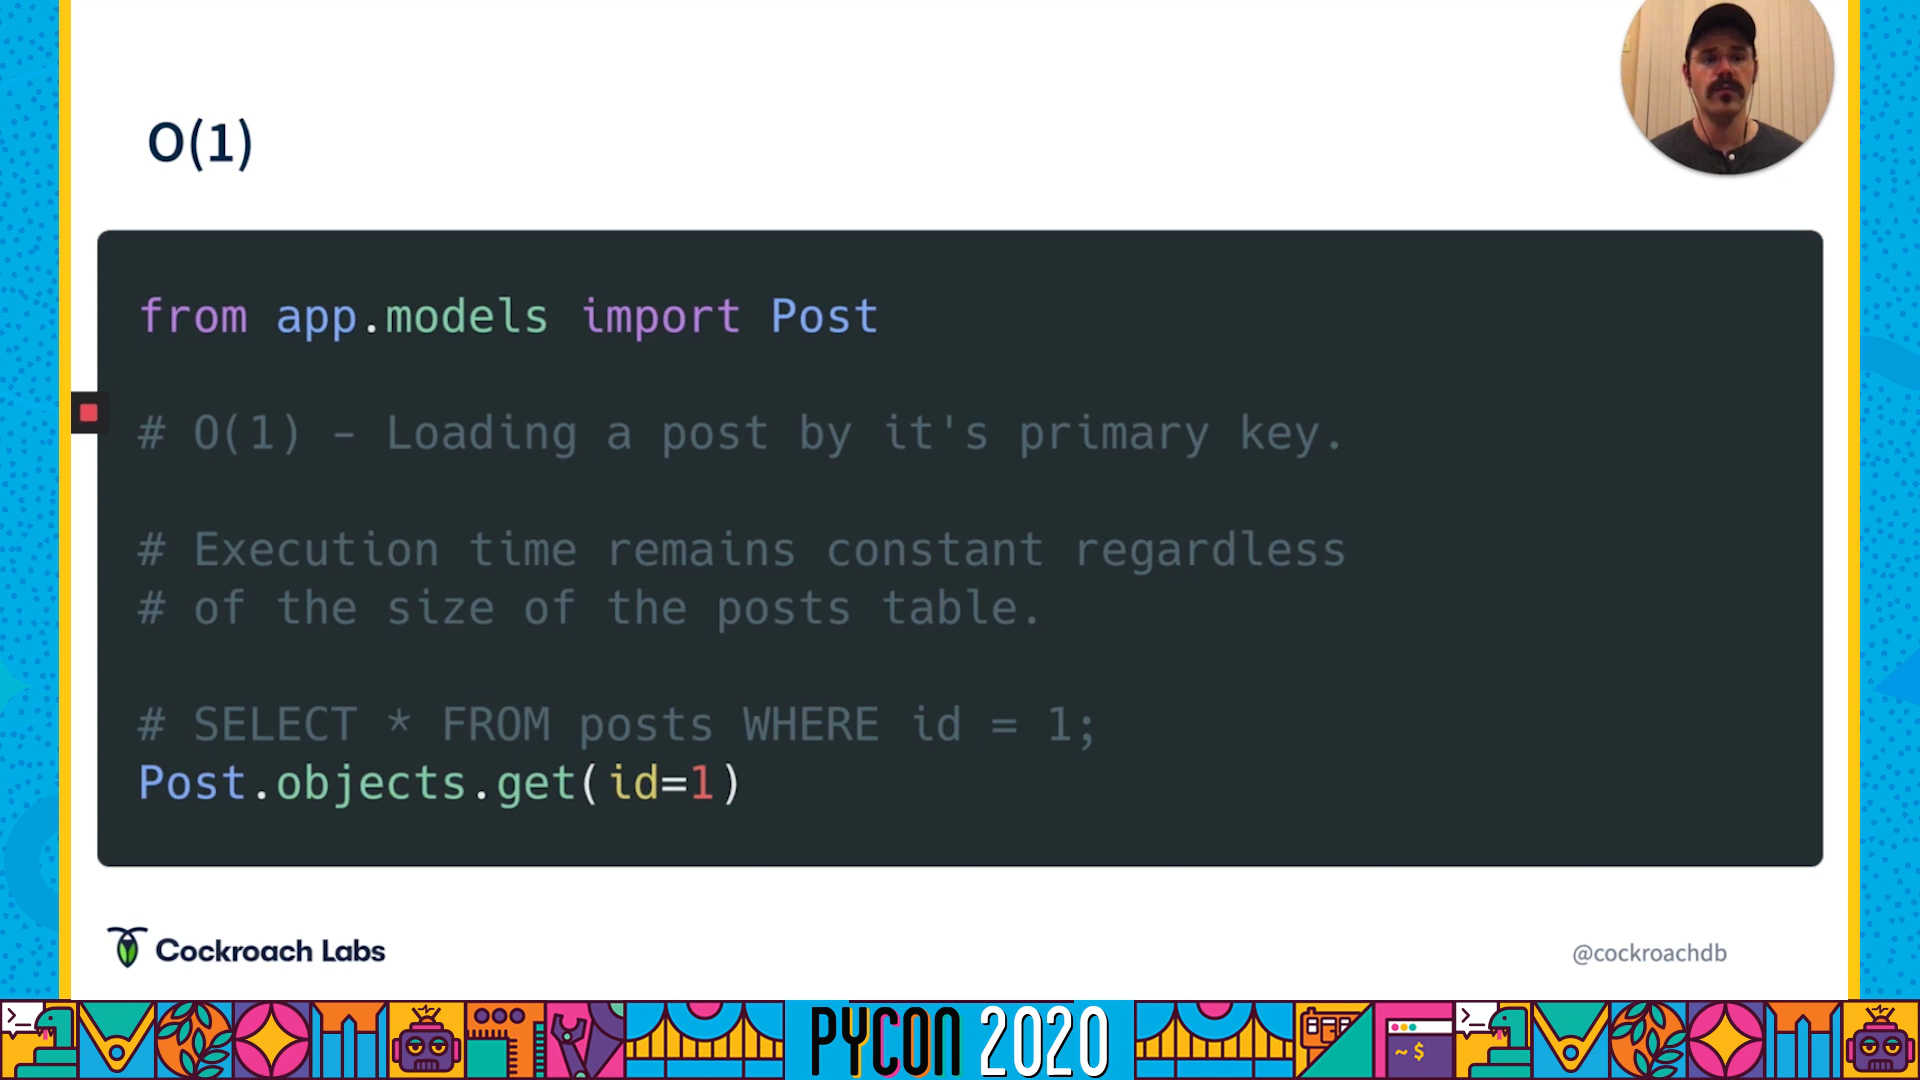 O(1)
from app.models import Post
# O(1) - Loading a post by it's primary key.
# Execution time remains constant regardless
# of the size of the posts table.
# SELECT * FROM posts WHERE id = 1;
Post.objects.get(id=1)
Cockroach Labs
@cockroachdb
PYCON 2020
~ $